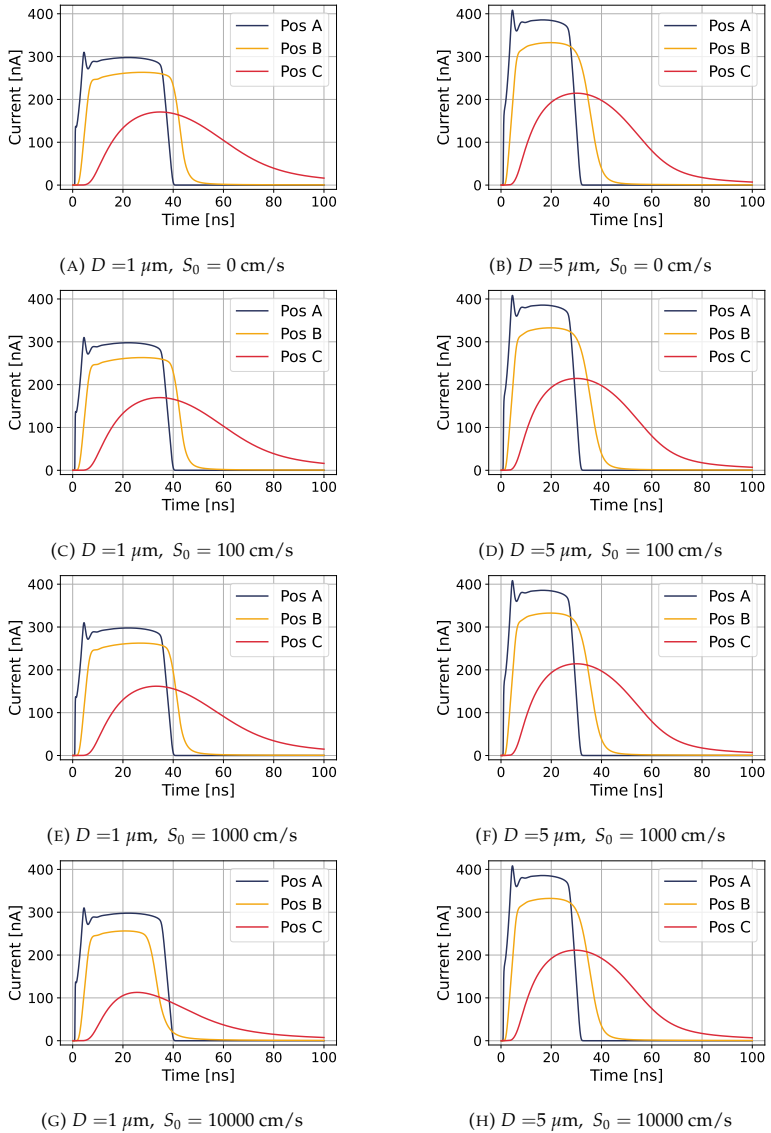 Current [nA]
400
300
200
100
0
Pos A
Pos B
Pos C
0 20 40 60 80 100
Time [ns]
(A) D =1 μm, S₀ = 0 cm/s
Current [nA]
400
300
200
100
0
Pos A
Pos B
Pos C
0 20 40 60 80 100
Time [ns]
(B) D =5 μm, S₀ = 0 cm/s
Current [nA]
400
300
200
100
0
Pos A
Pos B
Pos C
0 20 40 60 80 100
Time [ns]
(C) D =1 μm, S₀ = 100 cm/s
Current [nA]
400
300
200
100
0
Pos A
Pos B
Pos C
0 20 40 60 80 100
Time [ns]
(D) D =5 μm, S₀ = 100 cm/s
Current [nA]
400
300
200
100
0
Pos A
Pos B
Pos C
0 20 40 60 80 100
Time [ns]
(E) D =1 μm, S₀ = 1000 cm/s
Current [nA]
400
300
200
100
0
Pos A
Pos B
Pos C
0 20 40 60 80 100
Time [ns]
(F) D =5 μm, S₀ = 1000 cm/s
Current [nA]
400
300
200
100
0
Pos A
Pos B
Pos C
0 20 40 60 80 100
Time [ns]
(G) D =1 μm, S₀ = 10000 cm/s
Current [nA]
400
300
200
100
0
Pos A
Pos B
Pos C
0 20 40 60 80 100
Time [ns]
(H) D =5 μm, S₀ = 10000 cm/s